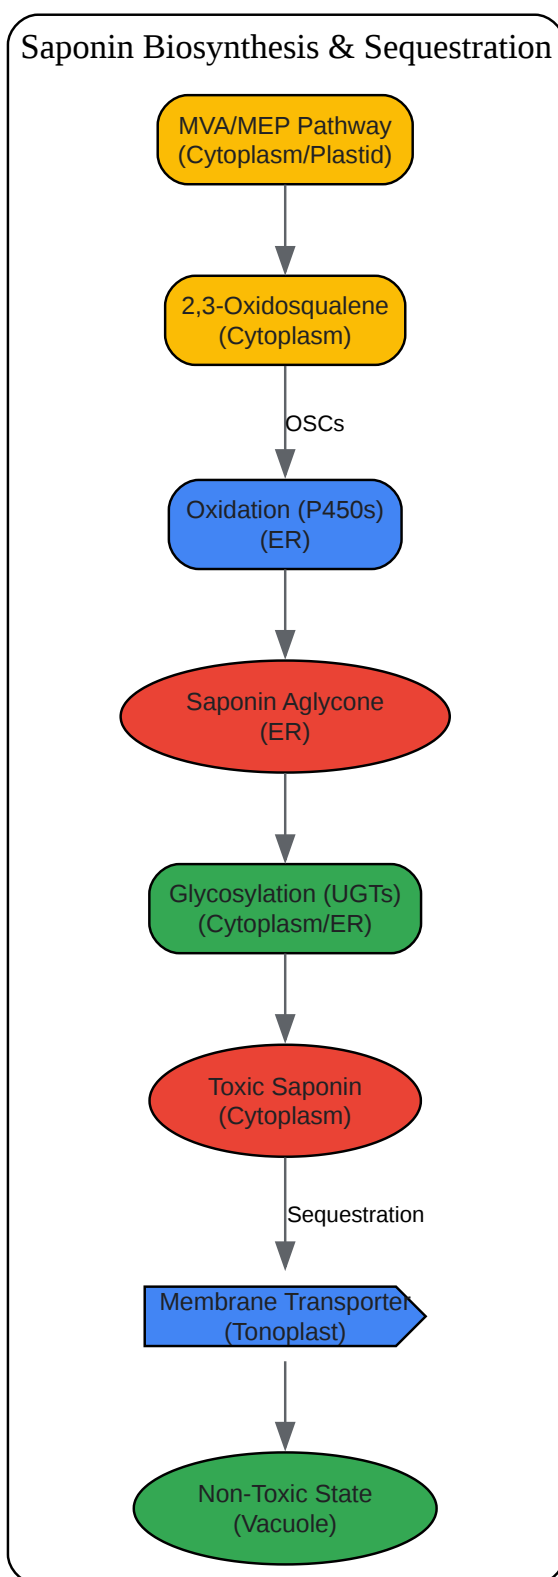 Saponin Biosynthesis & Sequestration
MVA/MEP Pathway
(Cytoplasm/Plastid)
2,3-Oxidosqualene
(Cytoplasm)
OSCs
Oxidation (P450s)
(ER)
Saponin Aglycone
(ER)
Glycosylation (UGTs)
(Cytoplasm/ER)
Toxic Saponin
(Cytoplasm)
Sequestration
Membrane Transporter
(Tonoplast)
Non-Toxic State
(Vacuole)